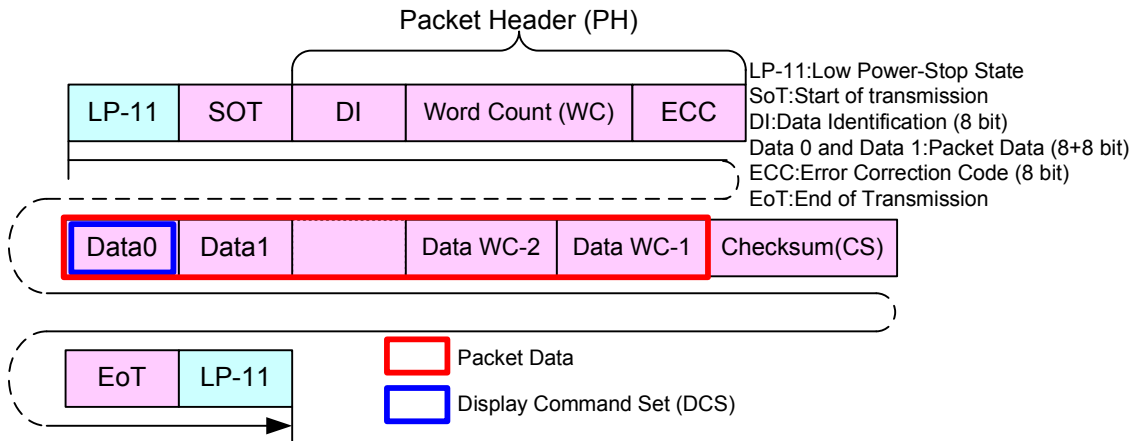 Packet Header (PH)
LP-11 SOT DI Word Count (WC) ECC
LP-11:Low Power-Stop State
SoT:Start of transmission
DI:Data Identification (8 bit)
Data 0 and Data 1:Packet Data (8+8 bit)
ECC:Error Correction Code (8 bit)
EoT:End of Transmission
Data0 Data1 Data WC-2 Data WC-1 Checksum(CS)
EoT LP-11
Packet Data
Display Command Set (DCS)